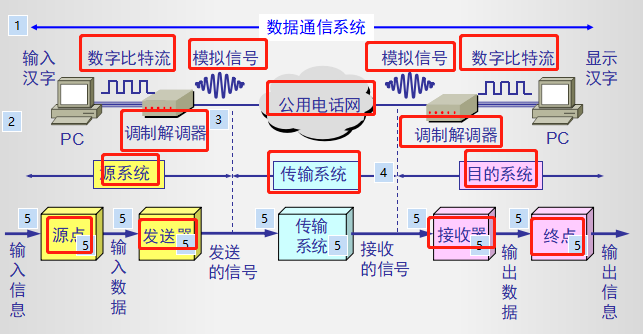 1
数据通信系统
输入
汉字
数字比特流
模拟信号
模拟信号
数字比特流
显示
汉字
公用电话网
2
PC
调制解调器
3
调制解调器
PC
源系统
传输系统
4
目的系统
5
5
5
5
5
5
5
源点
5
发送器
5
传输
系统
5
接收器
5
终点
5
输入
信息
输入
数据
发送
的信号
接收
的信号
输出
数据
输出
信息